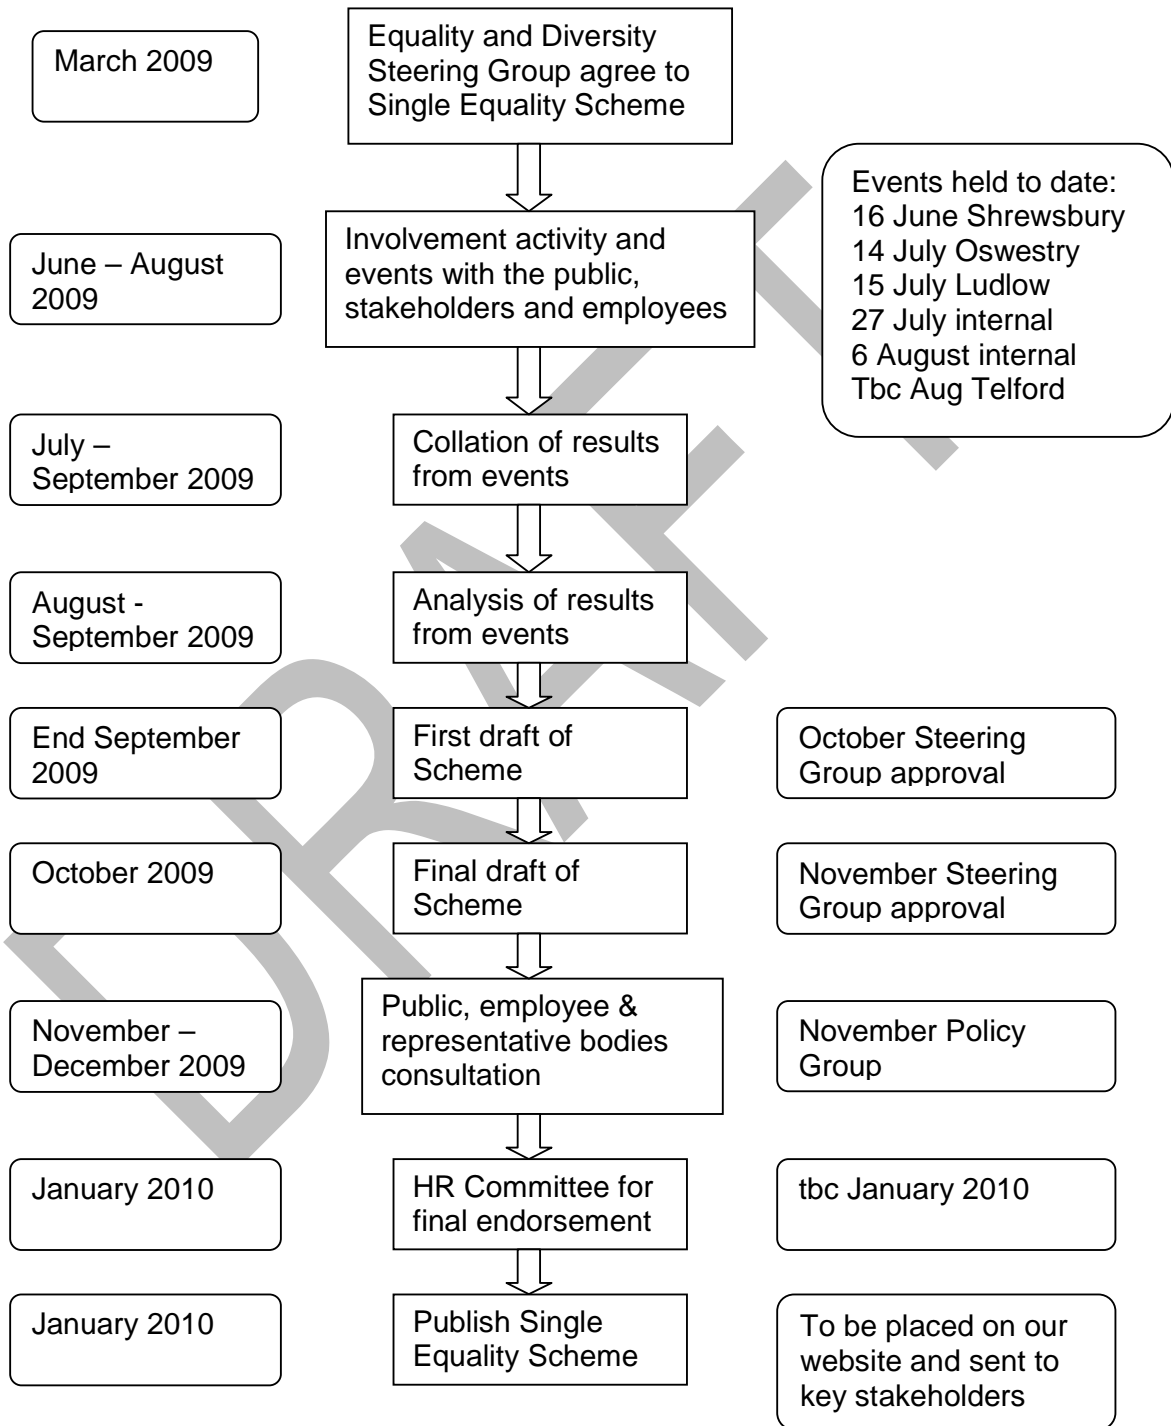 March 2009
Equality and Diversity
Steering Group agree to
Single Equality Scheme
June – August
2009
Involvement activity and
events with the public,
stakeholders and employees
Events held to date:
16 June Shrewsbury
14 July Oswestry
15 July Ludlow
27 July internal
6 August internal
Tbc Aug Telford
July –
September 2009
Collation of results
from events
August -
September 2009
Analysis of results
from events
End September
2009
First draft of
Scheme
October Steering
Group approval
October 2009
Final draft of
Scheme
November Steering
Group approval
November –
December 2009
Public, employee &
representative bodies
consultation
November Policy
Group
January 2010
HR Committee for
final endorsement
tbc January 2010
January 2010
Publish Single
Equality Scheme
To be placed on our
website and sent to
key stakeholders
DRAFT